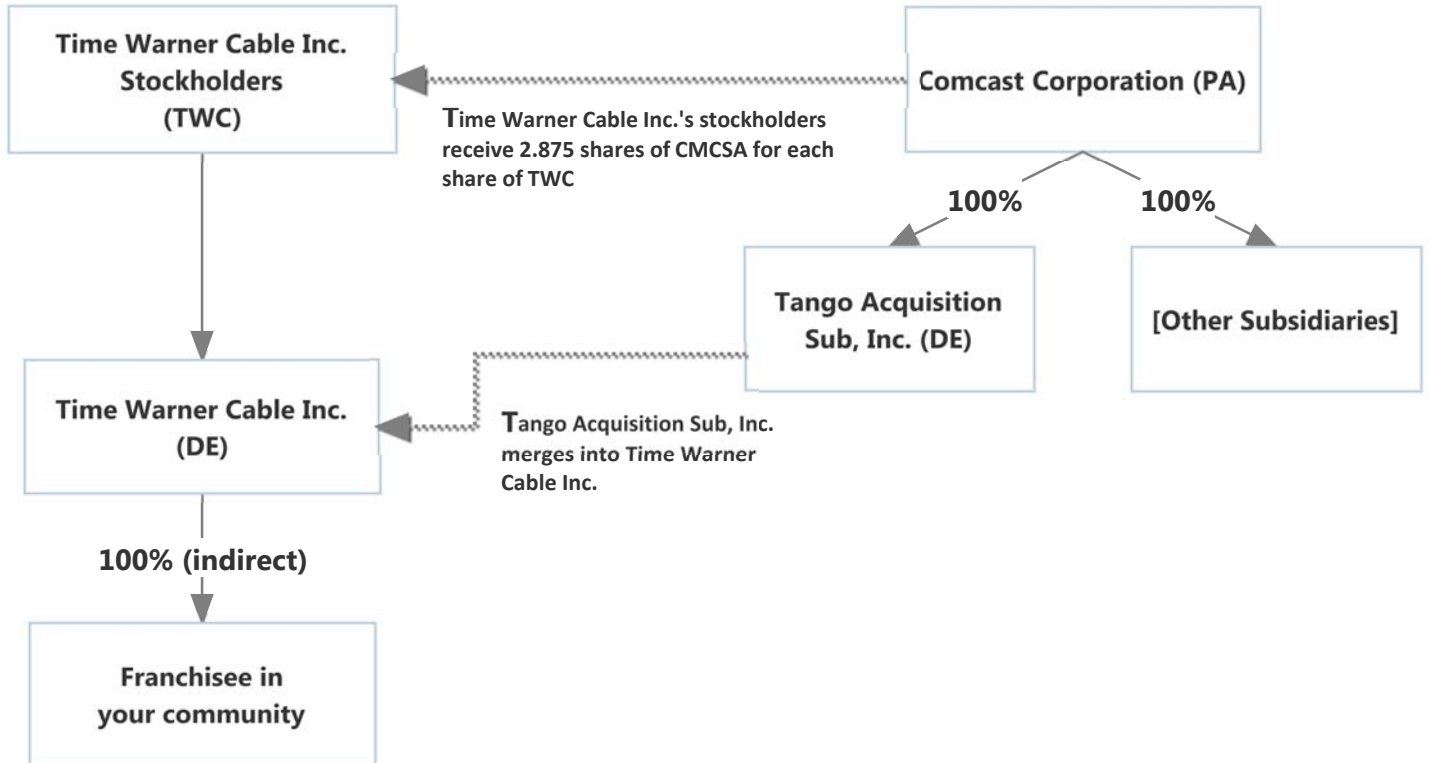 Time Warner Cable Inc.
Stockholders
(TWC)
Comcast Corporation (PA)
Time Warner Cable Inc.'s stockholders
receive 2.875 shares of CMCSA for each
share of TWC
100%
100%
Tango Acquisition
Sub, Inc. (DE)
[Other Subsidiaries]
Time Warner Cable Inc.
(DE)
Tango Acquisition Sub, Inc.
merges into Time Warner
Cable Inc.
100% (indirect)
Franchisee in
your community